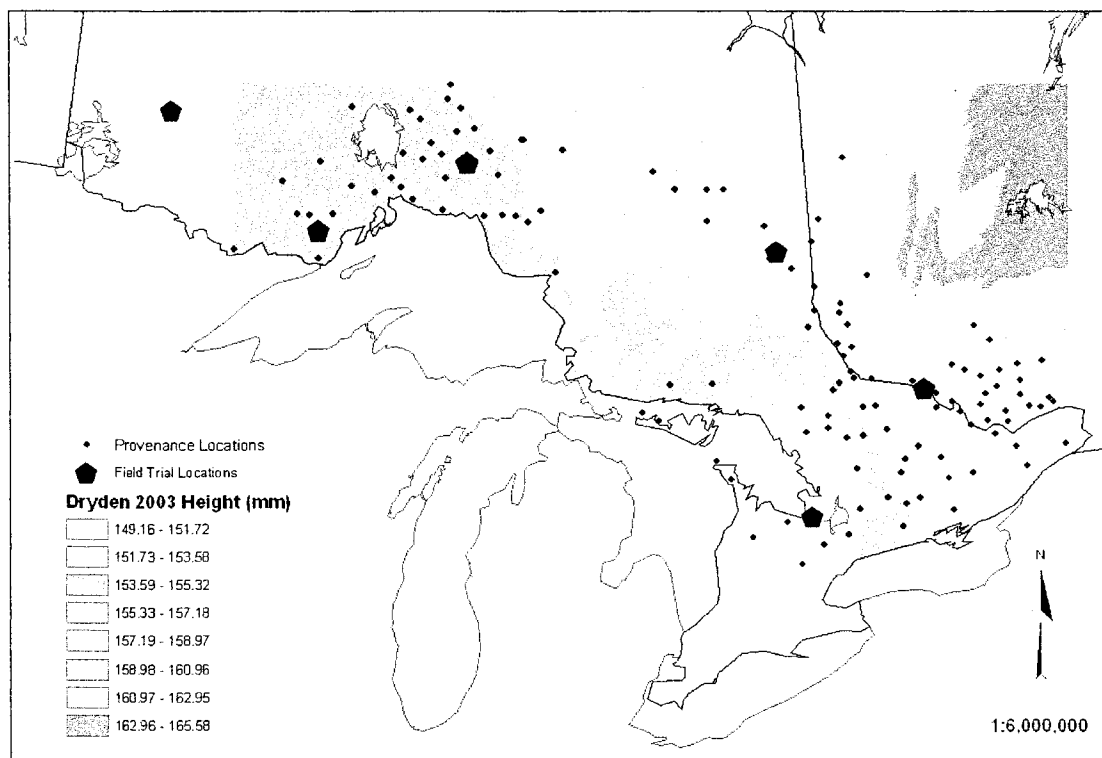 Provenance Locations
Field Trial Locations
Dryden 2003 Height (mm)
149.16 - 151.72
151.73 - 153.58
153.59 - 155.32
155.33 - 157.18
157.19 - 158.97
158.98 - 160.96
160.97 - 162.95
162.96 - 165.58
N
1:6,000,000